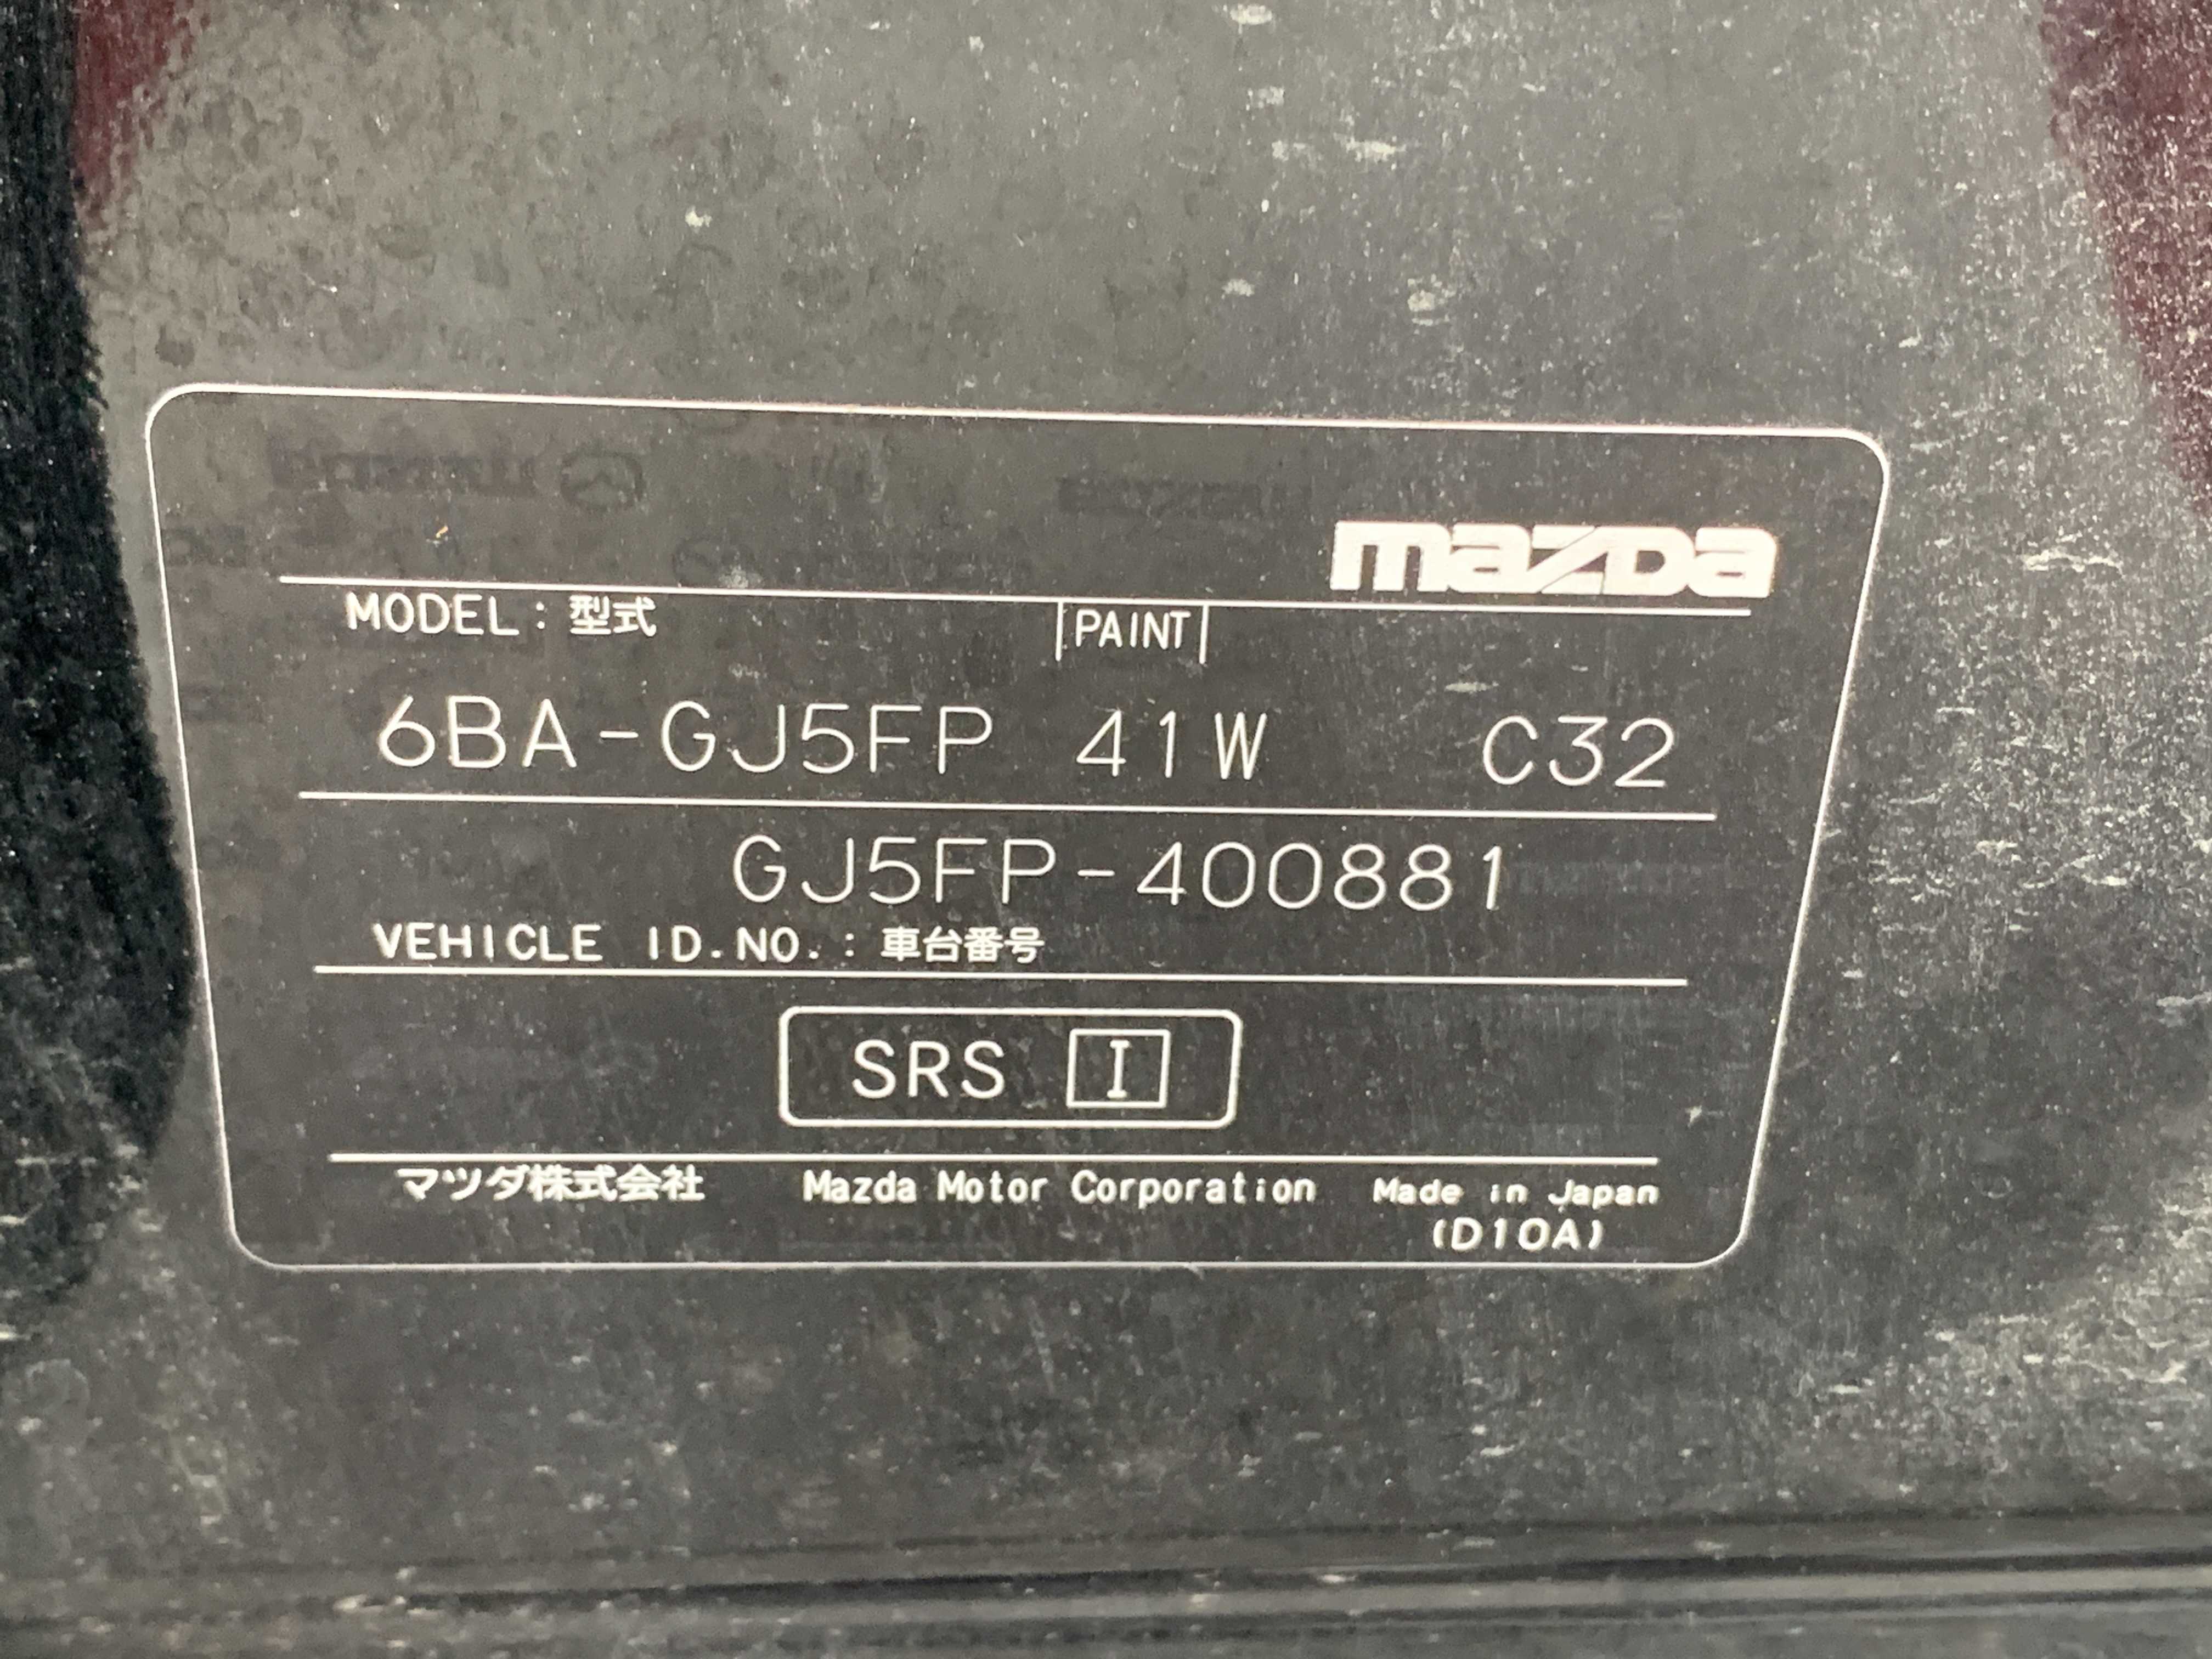 mazda
MODEL : 型式 PAINT
6BA-GJ5FP 41W C32
GJ5FP-400881
VEHICLE ID.NO. : 車台番号
SRS I
マツダ株式会社 Mazda Motor Corporation Made in Japan
(D10A)